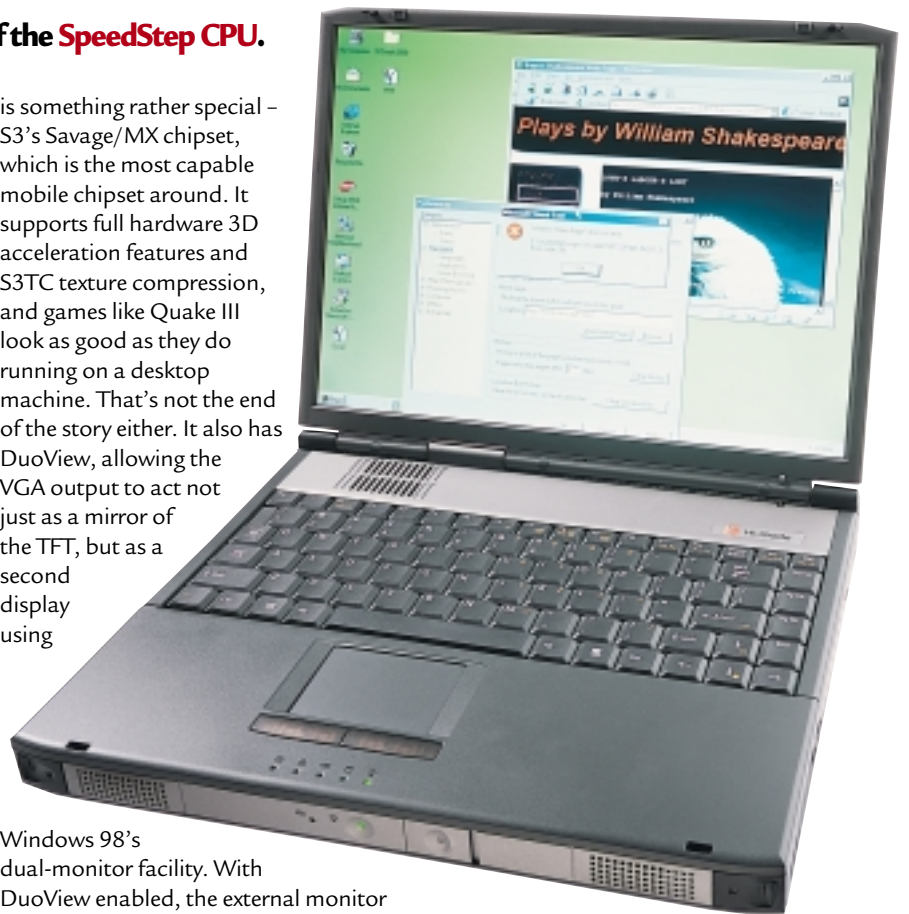 f the SpeedStep CPU.
is something rather special –
S3's Savage/MX chipset,
which is the most capable
mobile chipset around. It
supports full hardware 3D
acceleration features and
S3TC texture compression,
and games like Quake III
look as good as they do
running on a desktop
machine. That's not the end
of the story either. It also has
DuoView, allowing the
VGA output to act not
just as a mirror of
the TFT, but as a
second
display
using
Windows 98's
dual-monitor facility. With
DuoView enabled, the external monitor
Plays by William Shakespeare